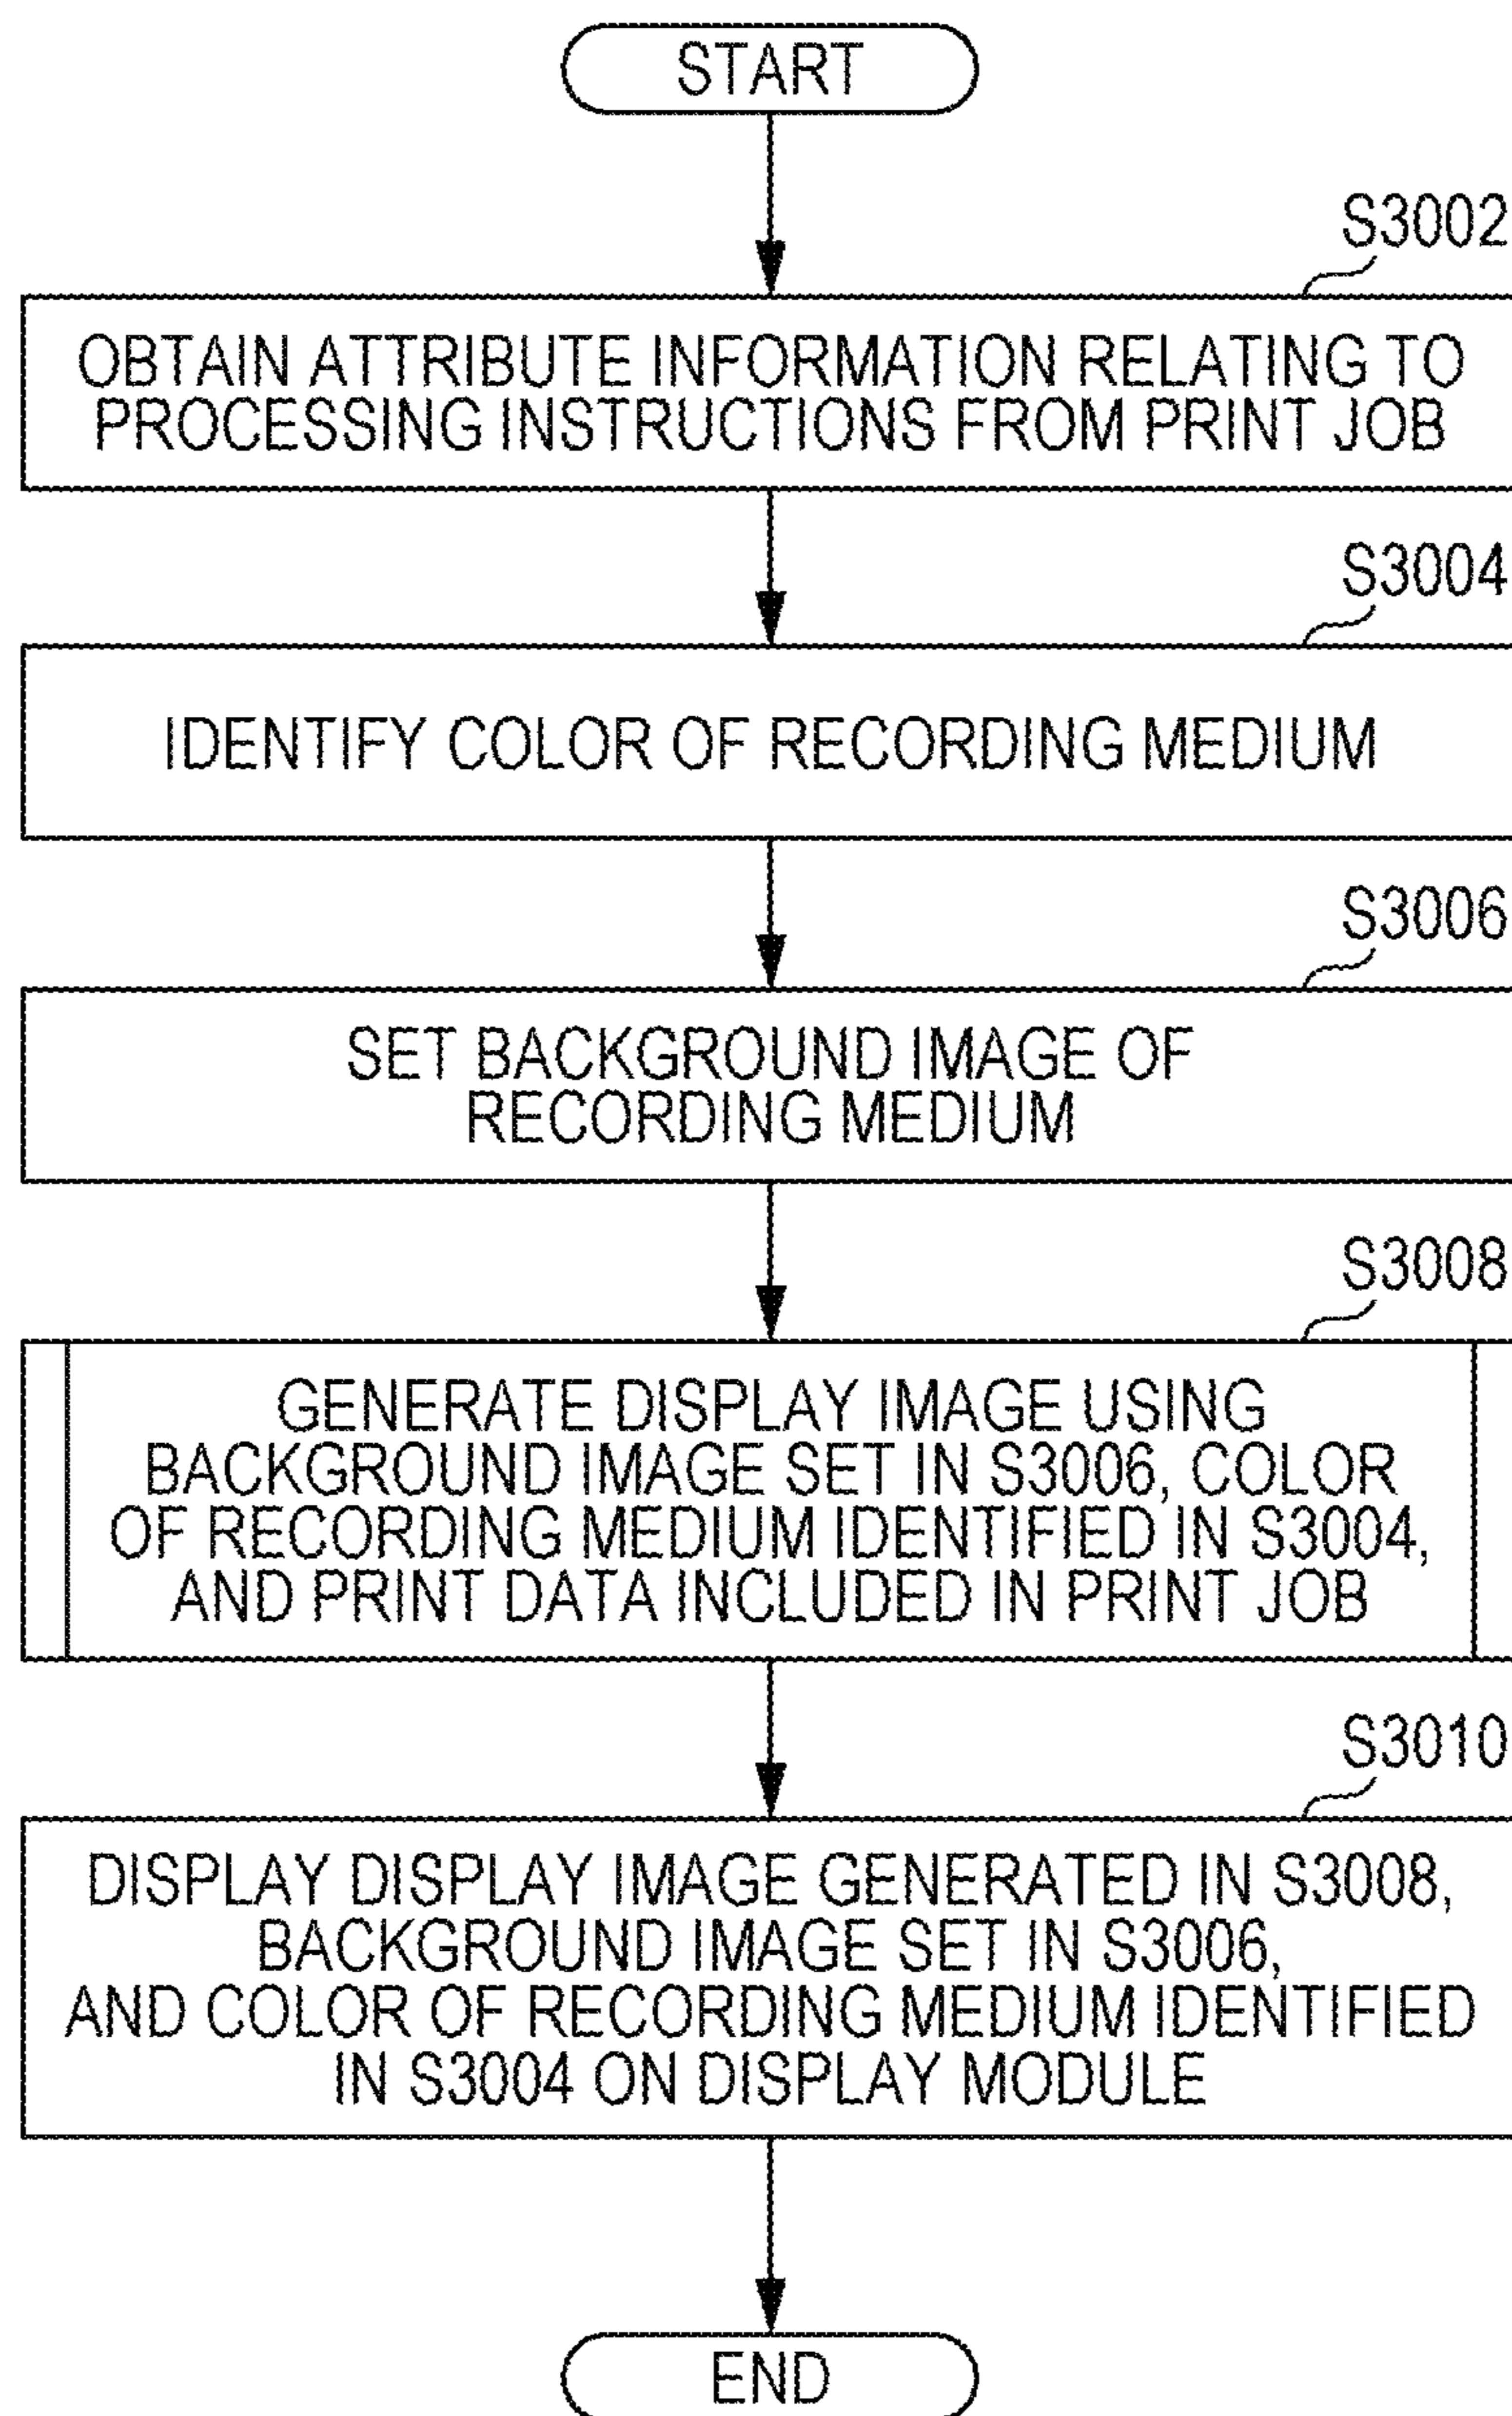 START
S3002
OBTAIN ATTRIBUTE INFORMATION RELATING TO
PROCESSING INSTRUCTIONS FROM PRINT JOB
S3004
IDENTIFY COLOR OF RECORDING MEDIUM
S3006
SET BACKGROUND IMAGE OF
RECORDING MEDIUM
S3008
GENERATE DISPLAY IMAGE USING
BACKGROUND IMAGE SET IN S3006, COLOR
OF RECORDING MEDIUM IDENTIFIED IN S3004,
AND PRINT DATA INCLUDED IN PRINT JOB
S3010
DISPLAY DISPLAY IMAGE GENERATED IN S3008,
BACKGROUND IMAGE SET IN S3006,
AND COLOR OF RECORDING MEDIUM IDENTIFIED
IN S3004 ON DISPLAY MODULE
END